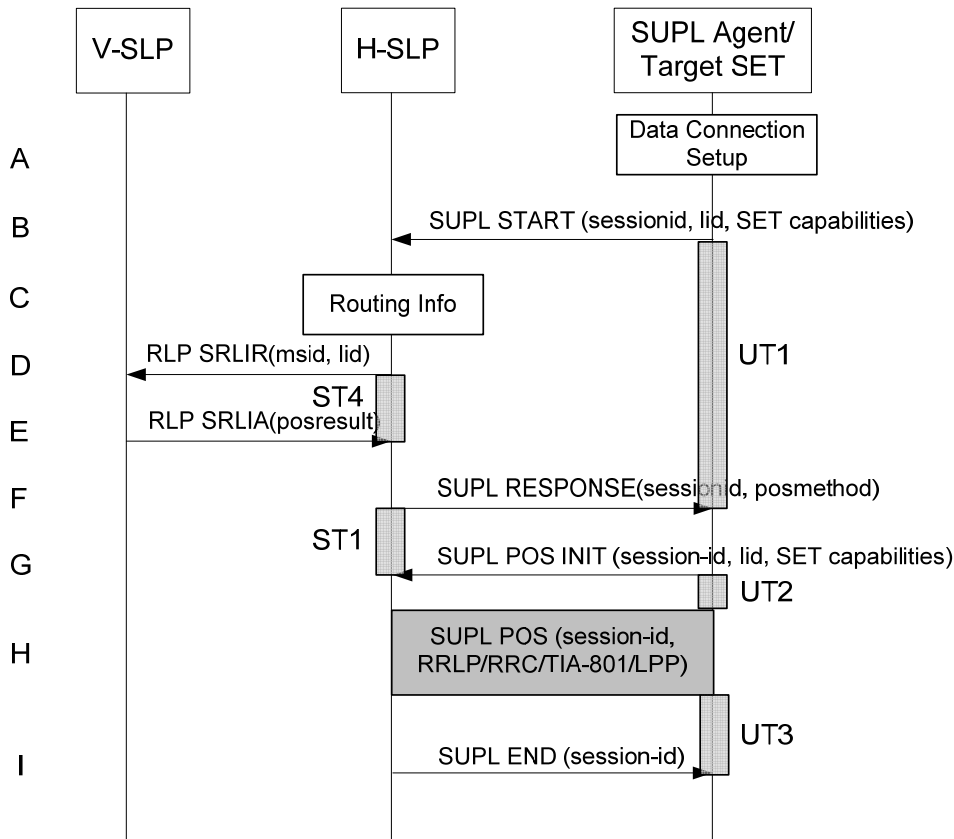 V-SLP
H-SLP
SUPL Agent/
Target SET
A
Data Connection
Setup
B
SUPL START (sessionid, lid, SET capabilities)
C
Routing Info
UT1
D
RLP SRLIR(msid, lid)
ST4
E
RLP SRLIA(posresult)
F
SUPL RESPONSE(sessionid, posmethod)
ST1
G
SUPL POS INIT (session-id, lid, SET capabilities)
UT2
H
SUPL POS (session-id,
RRLP/RRC/TIA-801/LPP)
UT3
I
SUPL END (session-id)